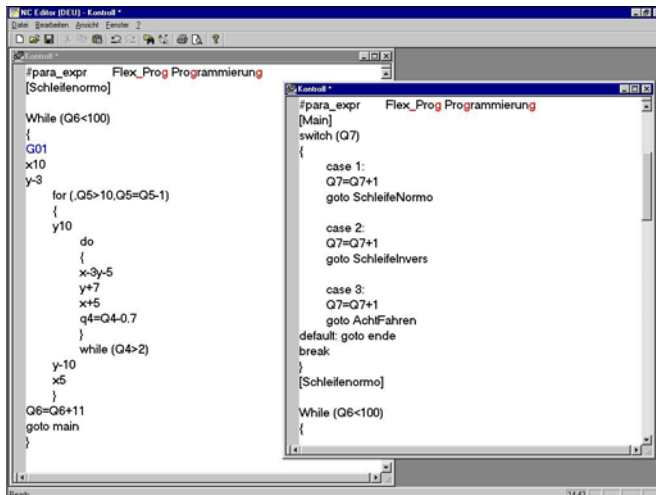 NC Editor (DEU) - Kontroll *
Datei Bearbeiten Ansicht Fenster ?
Kontroll *
#para_expr Flex_Prog Programmierung
[Schleifenormo]
While (Q6<100)
{
G01
x10
y-3
for (,Q5>10,Q5=Q5-1)
{
y10
do
{
x-3y-5
y+7
x+5
q4=Q4-0.7
}
while (Q4>2)
y-10
x5
}
Q6=Q6+11
goto main
}
Kontroll *
#para_expr Flex_Prog Programmierung
[Main]
switch (Q7)
{
case 1:
Q7=Q7+1
goto SchleifeNormo
case 2:
Q7=Q7+1
goto SchleifeInvers
case 3:
Q7=Q7+1
goto AchtFahren
default: goto ende
break
}
[Schleifenormo]
While (Q6<100)
{
Ready